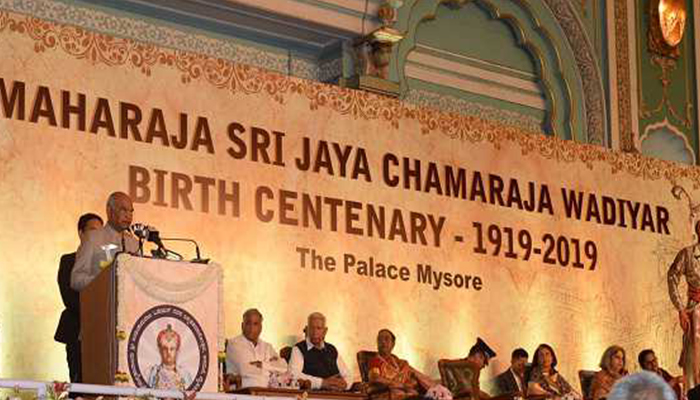 MAHARAJA SRI JAYA CHAMARAJA WADIYAR
BIRTH CENTENARY - 1919-2019
The Palace Mysore